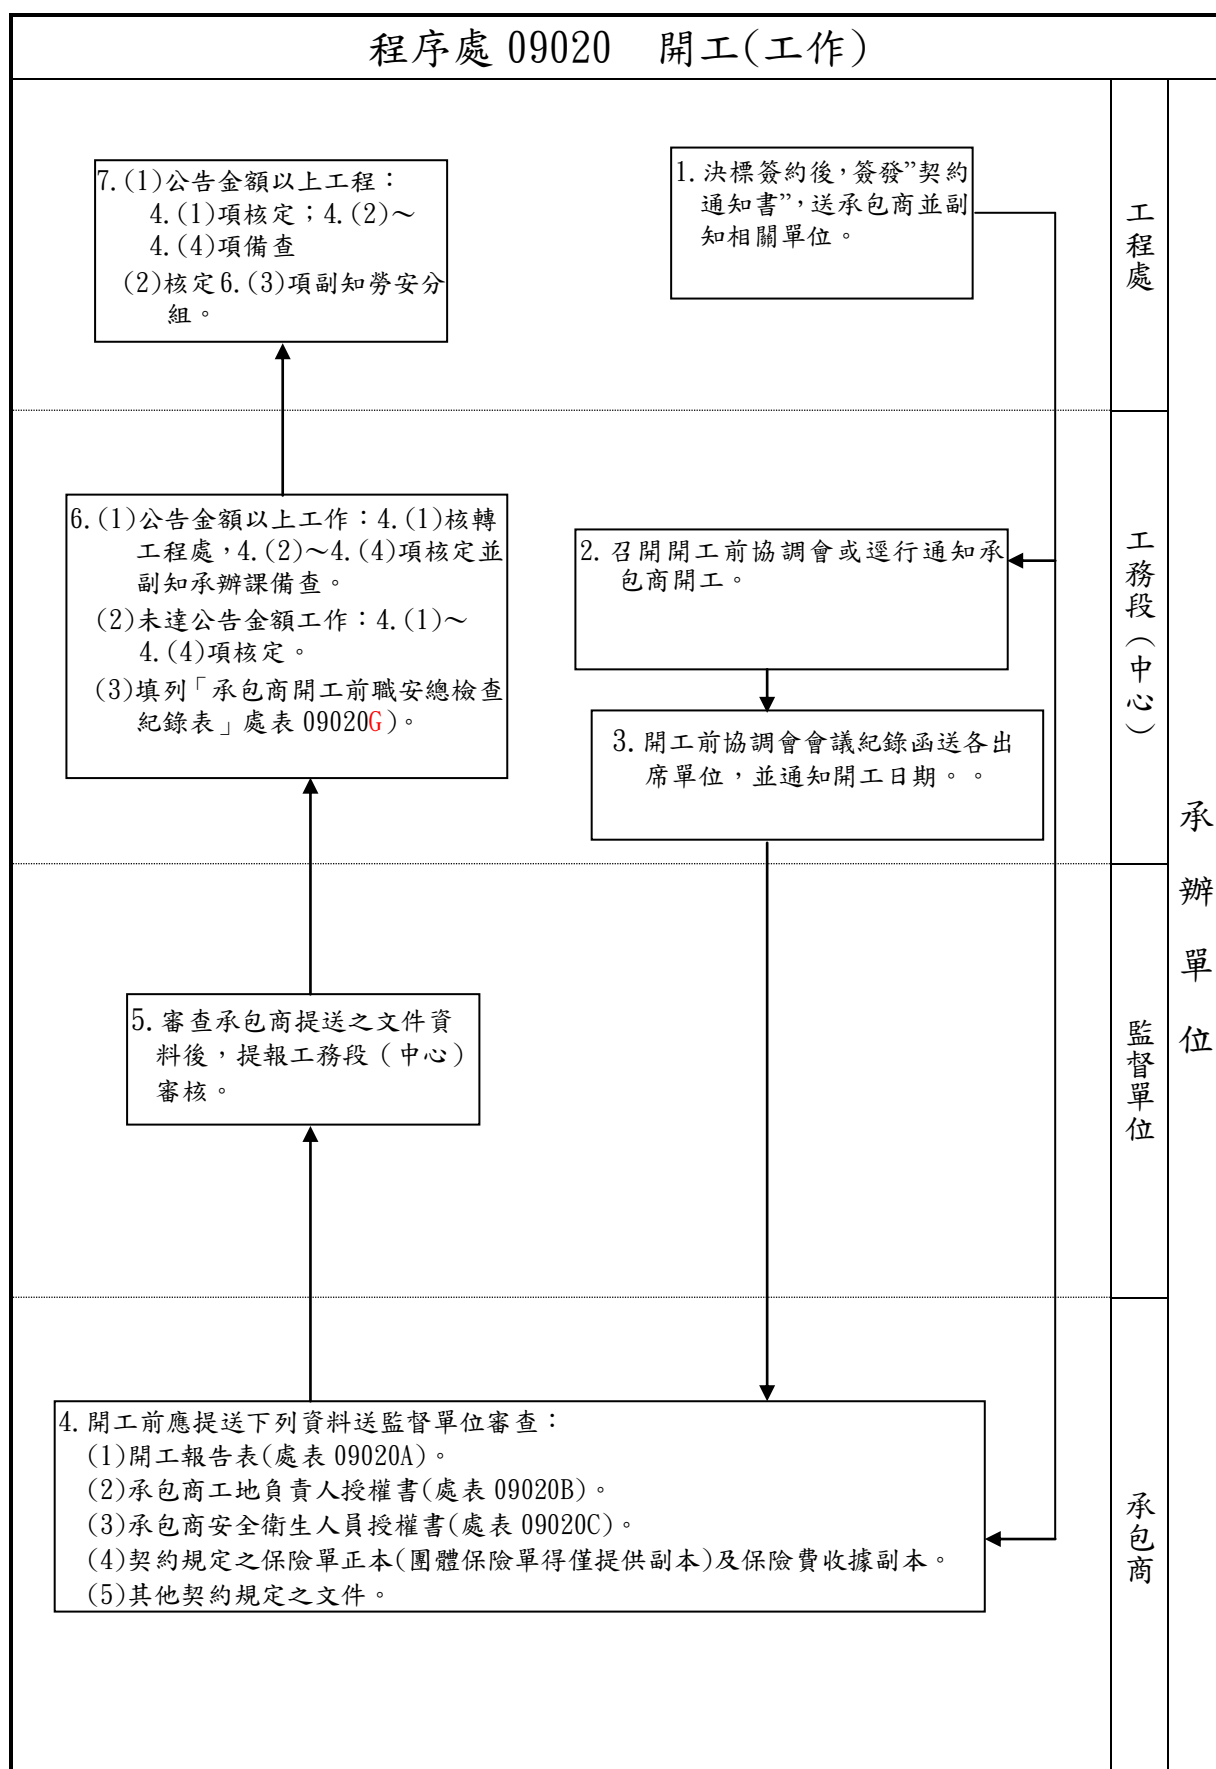 程序處 09020　開工(工作)
1.決標簽約後，簽發”契約
通知書”，送承包商並副
知相關單位。
2.召開開工前協調會或逕行通知承
包商開工。
3.開工前協調會會議紀錄函送各出
席單位，並通知開工日期。。
4.開工前應提送下列資料送監督單位審查：
(1)開工報告表(處表 09020A)。
(2)承包商工地負責人授權書(處表 09020B)。
(3)承包商安全衛生人員授權書(處表 09020C)。
(4)契約規定之保險單正本(團體保險單得僅提供副本)及保險費收據副本。
(5)其他契約規定之文件。
5.審查承包商提送之文件資
料後，提報工務段（中心）
審核。
6.(1)公告金額以上工作：4.(1)核轉
工程處，4.(2)～4.(4)項核定並
副知承辦課備查。
(2)未達公告金額工作：4.(1)～
4.(4)項核定。
(3)填列「承包商開工前職安總檢查
紀錄表」處表 09020G)。
7.(1)公告金額以上工程：
4.(1)項核定；4.(2)～
4.(4)項備查
(2)核定6.(3)項副知勞安分
組。
工程處
工務段（中心）
監督單位
承包商
承辦單位